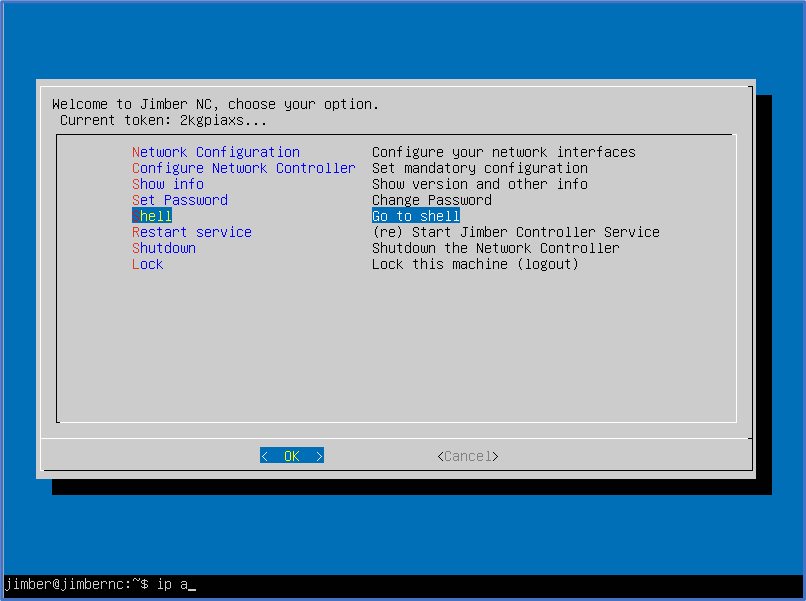 Welcome to Jimber NC, choose your option.
Current token: 2kgpiaxs...
Network Configuration Configure your network interfaces
Configure Network Controller Set mandatory configuration
Show info Show version and other info
Set Password Change Password
Shell Go to shell
Restart service (re) Start Jimber Controller Service
Shutdown Shutdown the Network Controller
Lock Lock this machine (logout)
< OK > <Cancel>
jimber@jimbernc:~$ ip a_